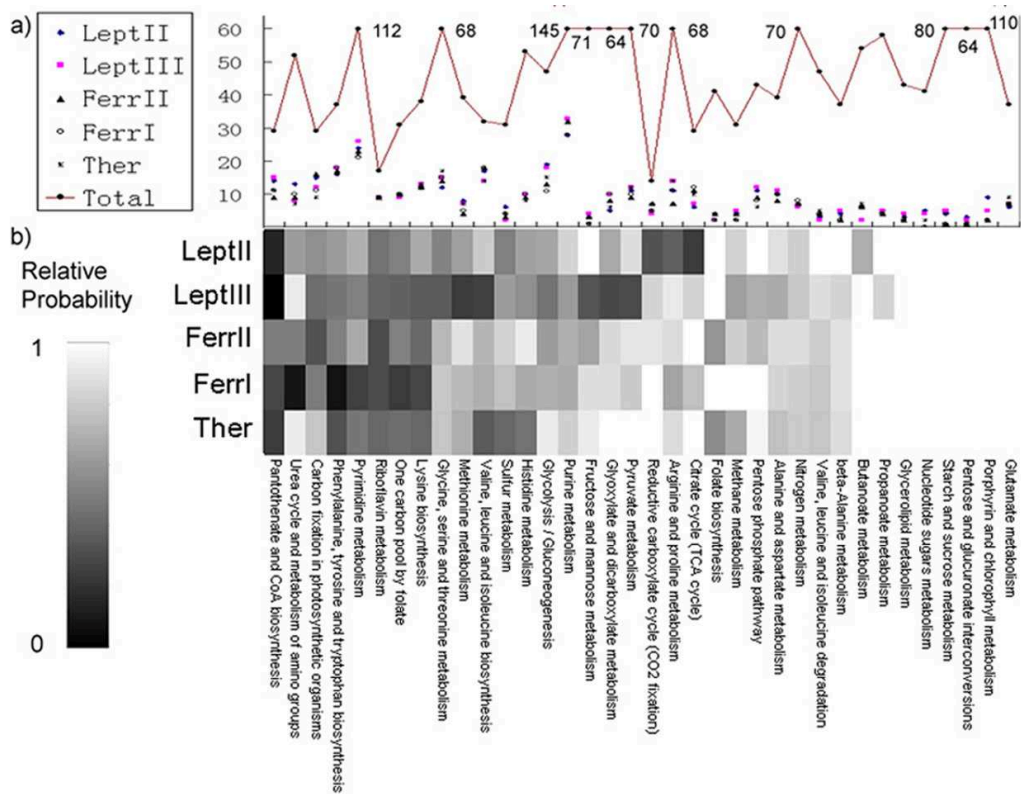 a)
LeptII
LeptIII
FerrII
FerrI
Ther
Total
60
50
40
30
20
10
112
68
145
71
64
70
68
70
80
64
110
b)
Relative
Probability
1
0
LeptII
LeptIII
FerrII
FerrI
Ther
Pantothenate and CoA biosynthesis
Urea cycle and metabolism of amino groups
Carbon fixation in photosynthetic organisms
Phenylalanine, tyrosine and tryptophan biosynthesis
Pyrimidine metabolism
Riboflavin metabolism
One carbon pool by folate
Lysine biosynthesis
Glycine, serine and threonine metabolism
Methionine metabolism
Valine, leucine and isoleucine biosynthesis
Sulfur metabolism
Histidine metabolism
Glycolysis / Gluconeogenesis
Purine metabolism
Fructose and mannose metabolism
Glyoxylate and dicarboxylate metabolism
Pyruvate metabolism
Reductive carboxylate cycle (CO2 fixation)
Arginine and proline metabolism
Citrate cycle (TCA cycle)
Folate biosynthesis
Methane metabolism
Pentose phosphate pathway
Alanine and aspartate metabolism
Nitrogen metabolism
Valine, leucine and isoleucine degradation
beta-Alanine metabolism
Butanoate metabolism
Propanoate metabolism
Glycerolipid metabolism
Nucleotide sugars metabolism
Starch and sucrose metabolism
Pentose and glucuronate interconversions
Porphyrin and chlorophyll metabolism
Glutamate metabolism